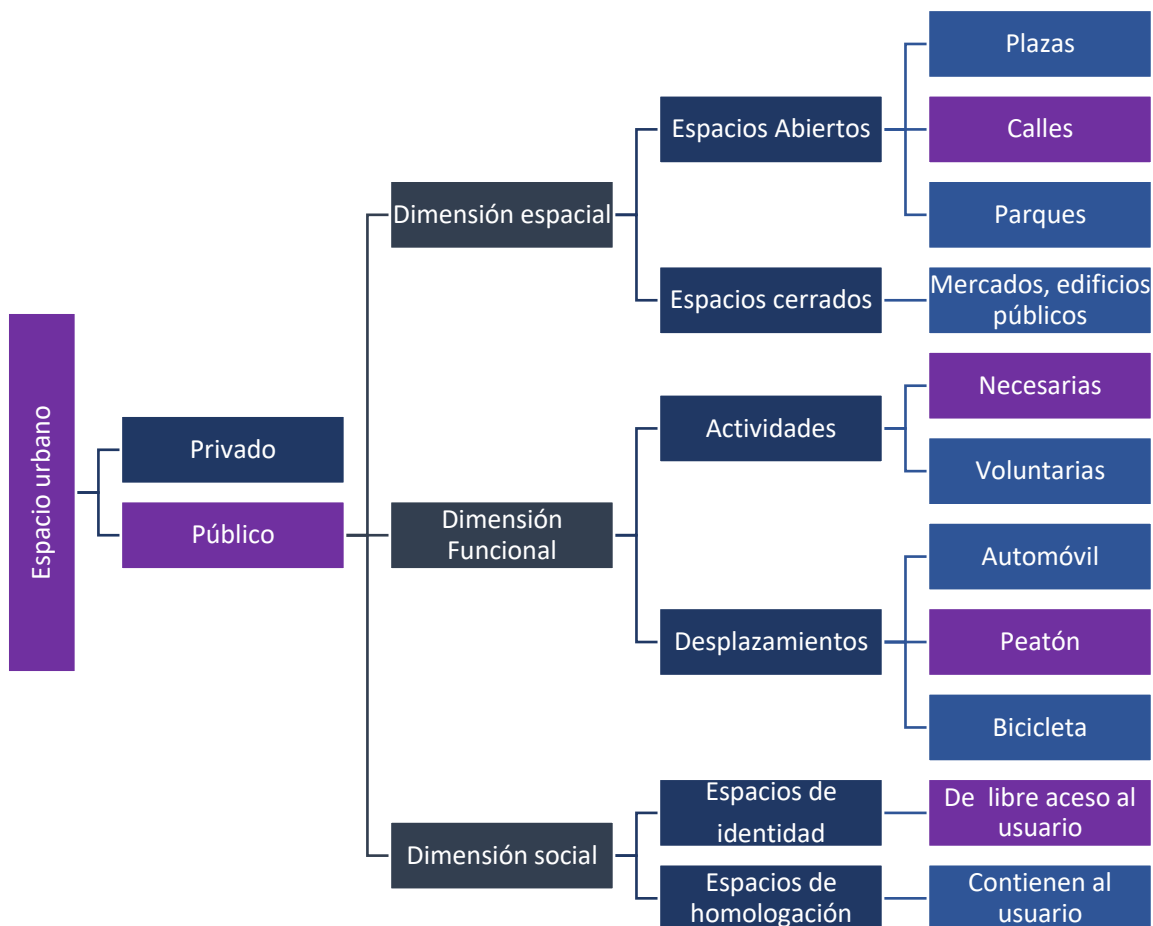 Espacio urbano
Privado
Público
Dimensión espacial
Espacios Abiertos
Plazas
Calles
Parques
Espacios cerrados
Mercados, edificios
públicos
Dimensión
Funcional
Actividades
Necesarias
Voluntarias
Desplazamientos
Automóvil
Peatón
Bicicleta
Dimensión social
Espacios de
identidad
De libre aceso al
usuario
Espacios de
homologación
Contienen al
usuario